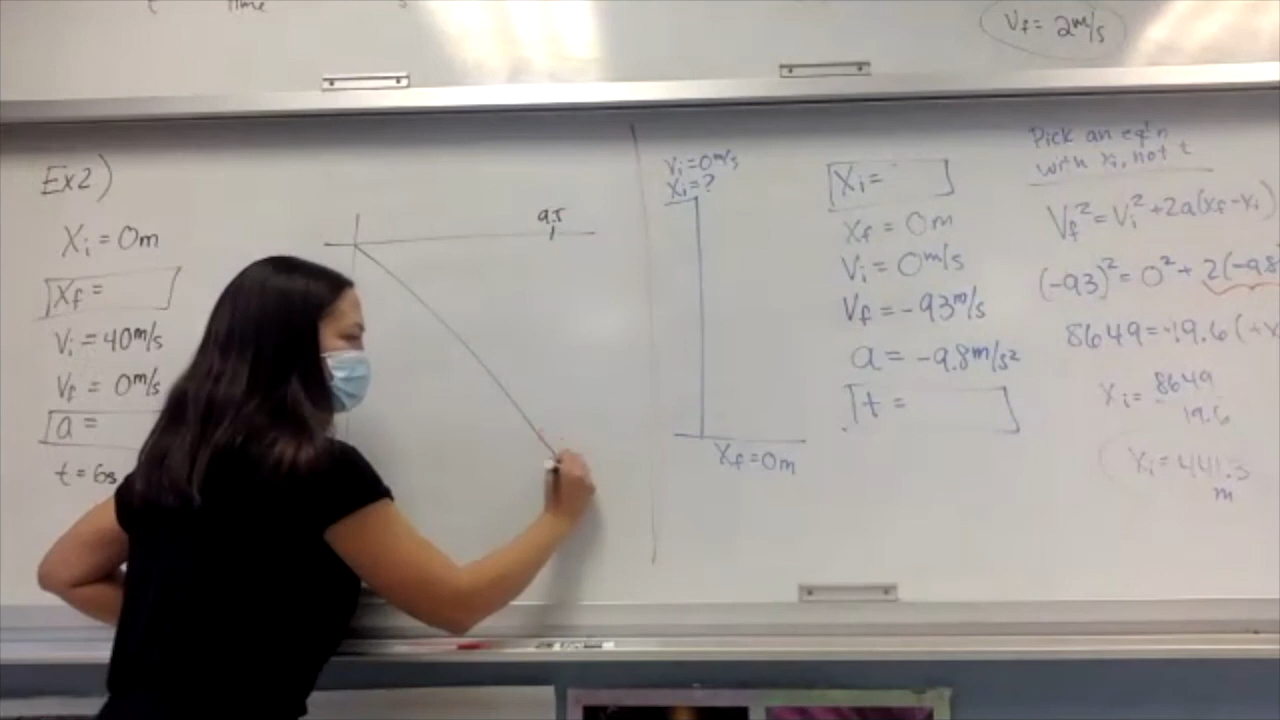 Time
Vf = 2 m/s
Ex2)
Xi = 0m
Xf =
Vi = 40 m/s
Vf = 0 m/s
a =
t = 6s
9.5
Vi = 0 m/s
Xi = ?
Xf = 0m
Xi =
Xf = 0m
Vi = 0 m/s
Vf = -93 m/s
a = -9.8 m/s²
t =
Pick an eq'n
with xi, not t
Vf² = Vi² + 2a(xf - xi)
(-93)² = 0² + 2(-9.8
8649 = -19.6(
Xi = 8649
19.6
Xi = 441.3
m